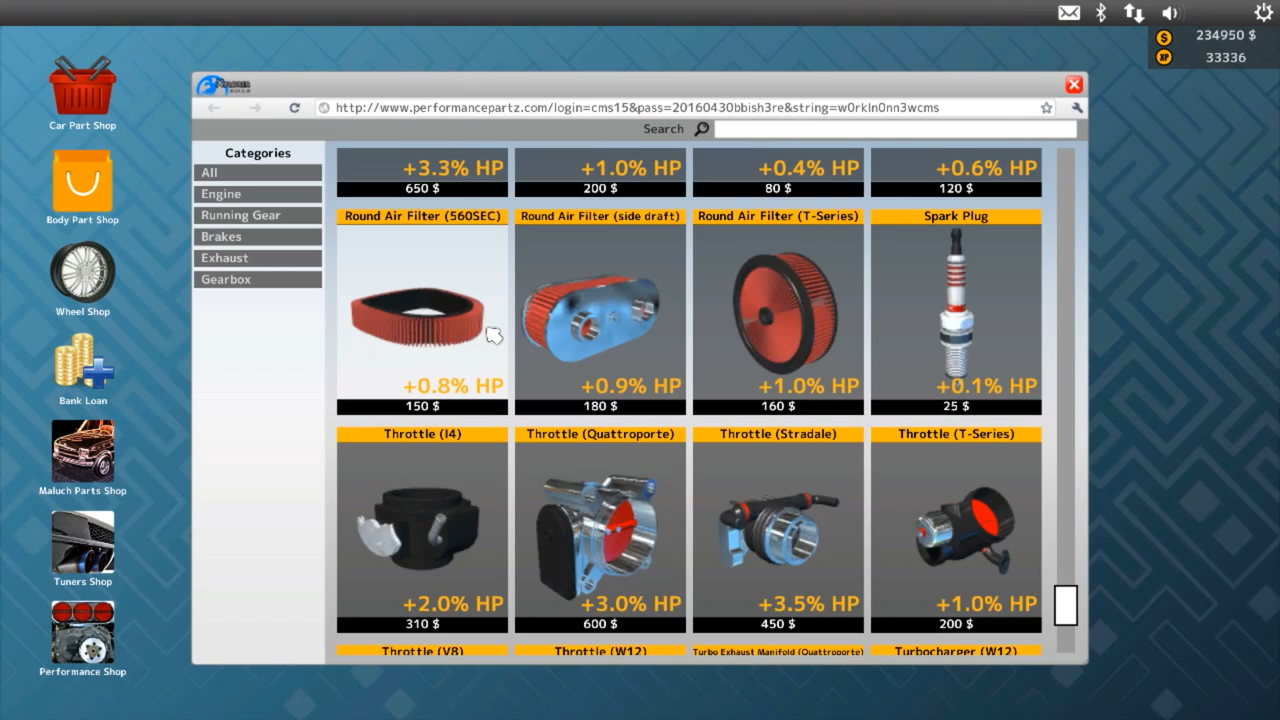 234950 $
33336
Car Part Shop
Body Part Shop
Wheel Shop
Bank Loan
Maluch Parts Shop
Tuners Shop
Performance Shop
http://www.performancepartz.com/login=cms15&pass=20160430bbish3re&string=w0rkIn0nn3wcms
Search
Categories
All
Engine
Running Gear
Brakes
Exhaust
Gearbox
+3.3% HP +1.0% HP +0.4% HP +0.6% HP
650 $ 200 $ 80 $ 120 $
Round Air Filter (560SEC) Round Air Filter (side draft) Round Air Filter (T-Series) Spark Plug
+0.8% HP +0.9% HP +1.0% HP +0.1% HP
150 $ 180 $ 160 $ 25 $
Throttle (I4) Throttle (Quattroporte) Throttle (Stradale) Throttle (T-Series)
+2.0% HP +3.0% HP +3.5% HP +1.0% HP
310 $ 600 $ 450 $ 200 $
Throttle (V8) Throttle (W12) Turbo Exhaust Manifold (Quattroporte) Turbocharger (W12)